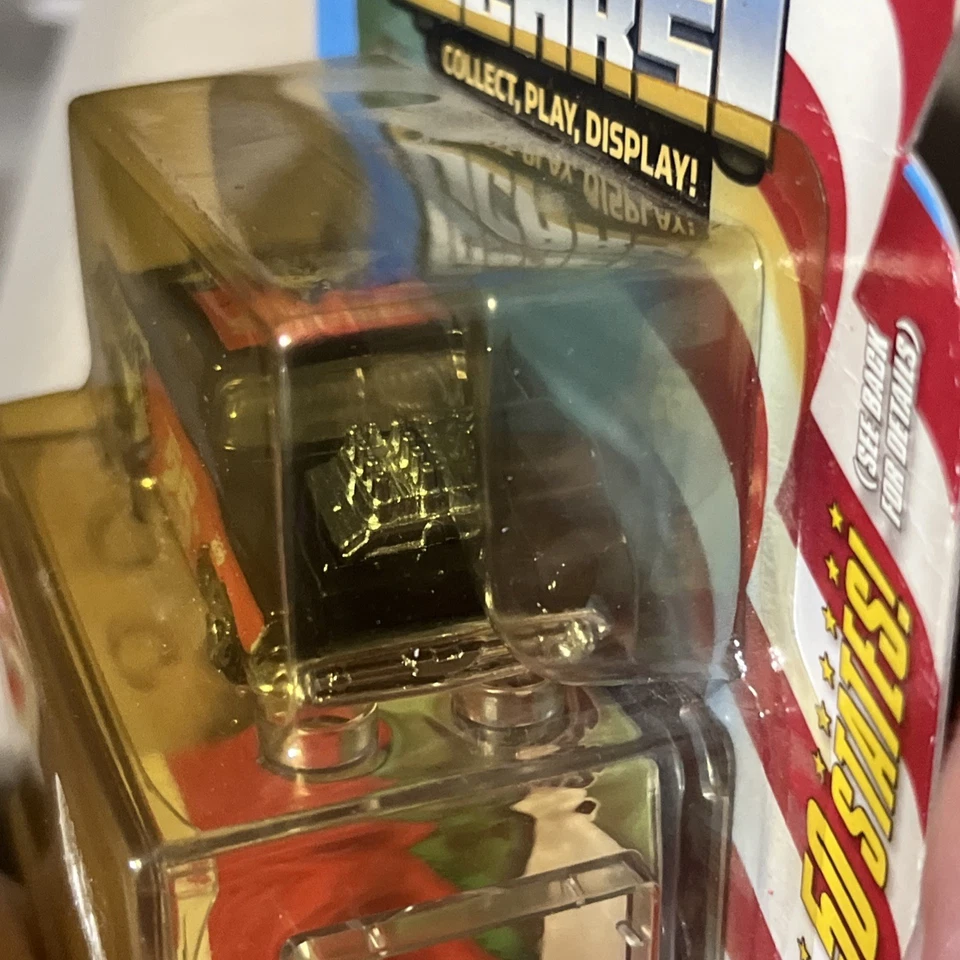 COLLECT, PLAY, DISPLAY!
(SEE BACK
FOR DETAILS)
50 STATES!